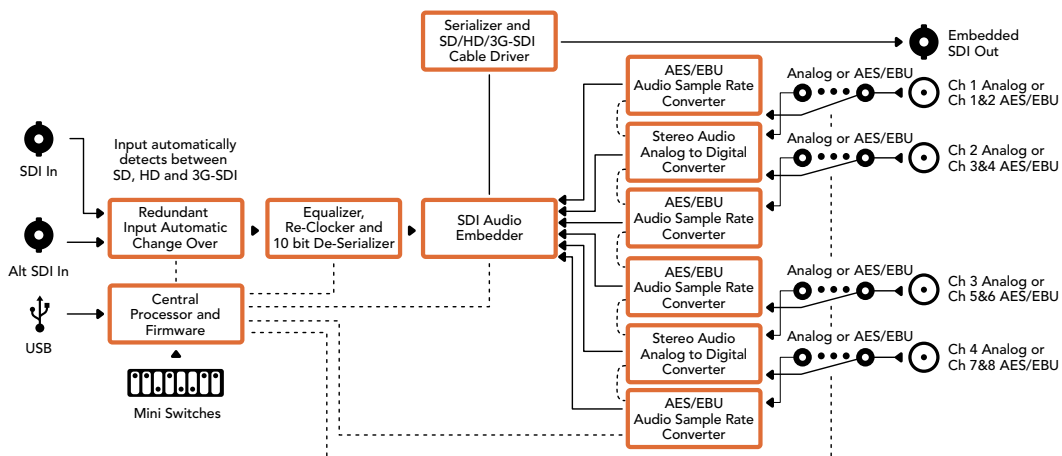 Serializer and
SD/HD/3G-SDI
Cable Driver
Embedded
SDI Out
AES/EBU
Audio Sample Rate
Converter
Analog or AES/EBU
Ch 1 Analog or
Ch 1&2 AES/EBU
SDI In
Input automatically
detects between
SD, HD and 3G-SDI
Stereo Audio
Analog to Digital
Converter
Analog or AES/EBU
Ch 2 Analog or
Ch 3&4 AES/EBU
Alt SDI In
Redundant
Input Automatic
Change Over
Equalizer,
Re-Clocker and
10 bit De-Serializer
SDI Audio
Embedder
AES/EBU
Audio Sample Rate
Converter
USB
Central
Processor and
Firmware
AES/EBU
Audio Sample Rate
Converter
Analog or AES/EBU
Ch 3 Analog or
Ch 5&6 AES/EBU
Stereo Audio
Analog to Digital
Converter
Analog or AES/EBU
Ch 4 Analog or
Ch 7&8 AES/EBU
Mini Switches
AES/EBU
Audio Sample Rate
Converter